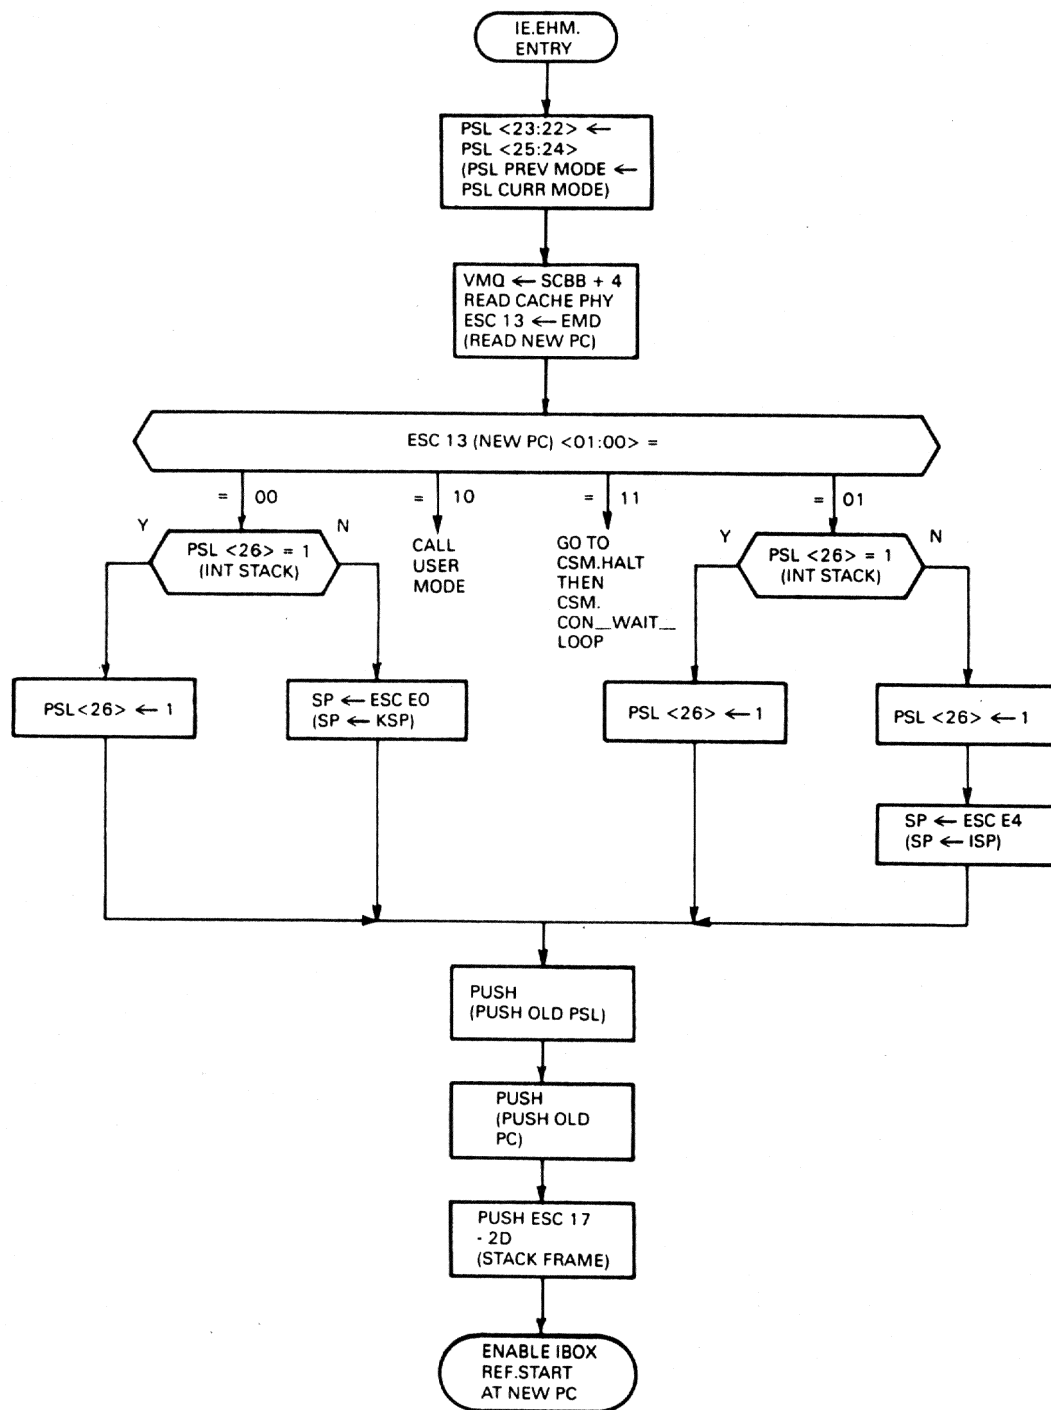 IE.EHM.
ENTRY
PSL <23:22> ←
PSL <25:24>
(PSL PREV MODE ←
PSL CURR MODE)
VMQ ← SCBB + 4
READ CACHE PHY
ESC 13 ← EMD
(READ NEW PC)
ESC 13 (NEW PC) <01:00> =
= 00
= 10
= 11
= 01
Y
N
PSL <26> = 1
(INT STACK)
CALL
USER
MODE
GO TO
CSM.HALT
THEN
CSM.
CON__WAIT__
LOOP
Y
N
PSL <26> = 1
(INT STACK)
PSL<26> ← 1
SP ← ESC E0
(SP ← KSP)
PSL <26> ← 1
PSL <26> ← 1
SP ← ESC E4
(SP ← ISP)
PUSH
(PUSH OLD PSL)
PUSH
(PUSH OLD
PC)
PUSH ESC 17
- 2D
(STACK FRAME)
ENABLE IBOX
REF.START
AT NEW PC